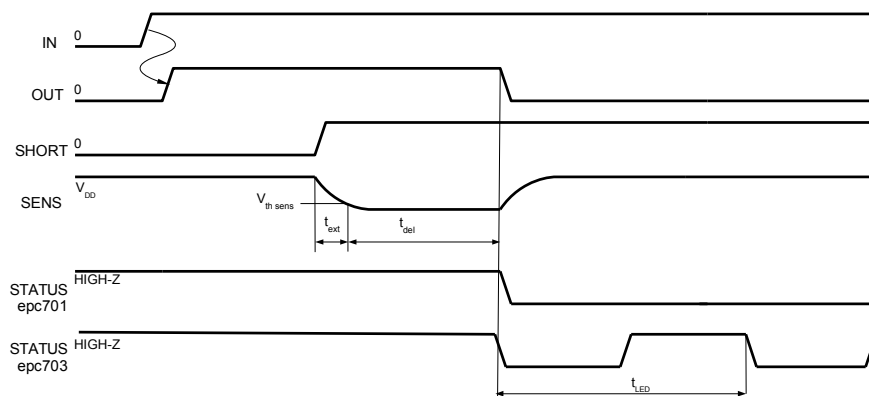 IN 0
OUT 0
SHORT 0
SENS VDD
Vth sens
text tdel
STATUS HIGH-Z
epc701
STATUS HIGH-Z
epc703
tLED